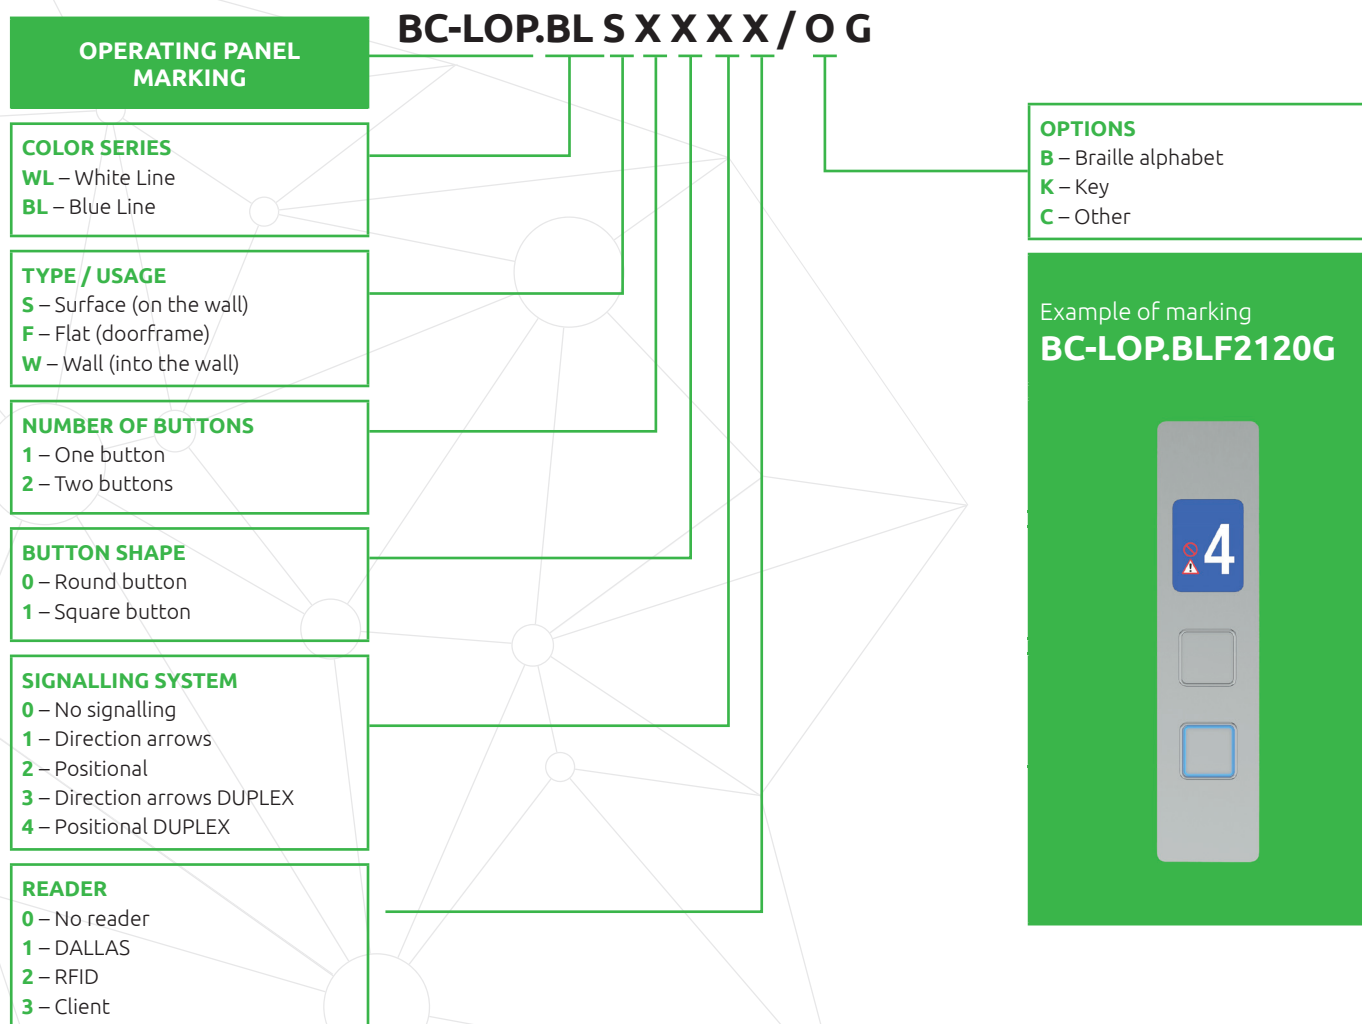 OPERATING PANEL
MARKING
BC-LOP.BL S X X X X / O G
COLOR SERIES
WL – White Line
BL – Blue Line
TYPE / USAGE
S – Surface (on the wall)
F – Flat (doorframe)
W – Wall (into the wall)
NUMBER OF BUTTONS
1 – One button
2 – Two buttons
BUTTON SHAPE
0 – Round button
1 – Square button
SIGNALLING SYSTEM
0 – No signalling
1 – Direction arrows
2 – Positional
3 – Direction arrows DUPLEX
4 – Positional DUPLEX
READER
0 – No reader
1 – DALLAS
2 – RFID
3 – Client
OPTIONS
B – Braille alphabet
K – Key
C – Other
Example of marking
BC-LOP.BLF2120G
4